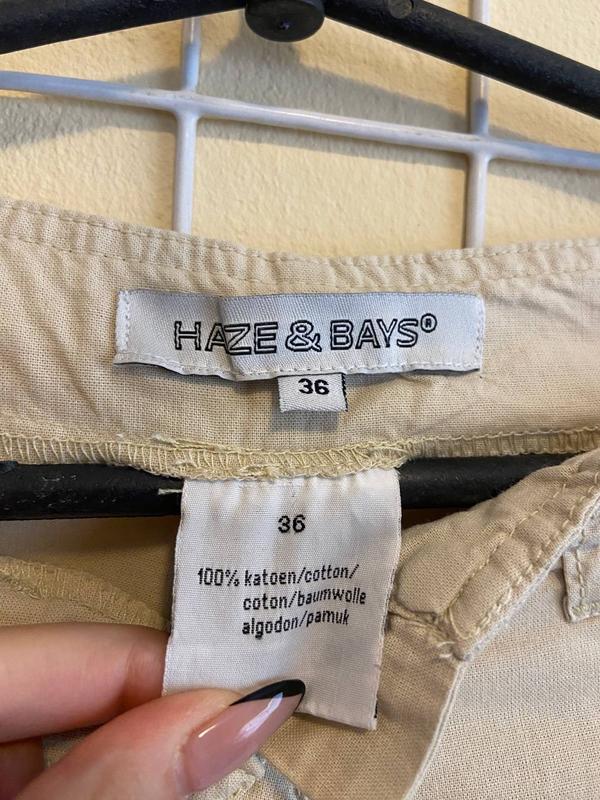 HAZE & BAYS®
36
36
100% katoen/cotton/
coton/baumwolle
algodon/pamuk